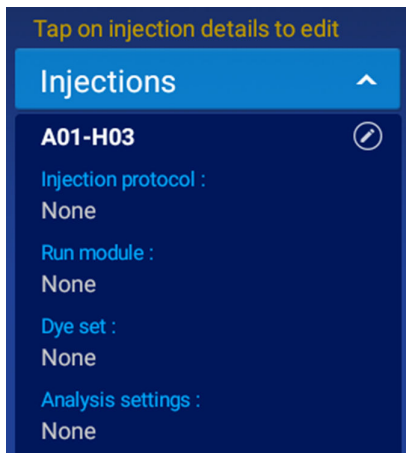 Tap on injection details to edit
Injections
A01-H03
Injection protocol :
None
Run module :
None
Dye set :
None
Analysis settings :
None